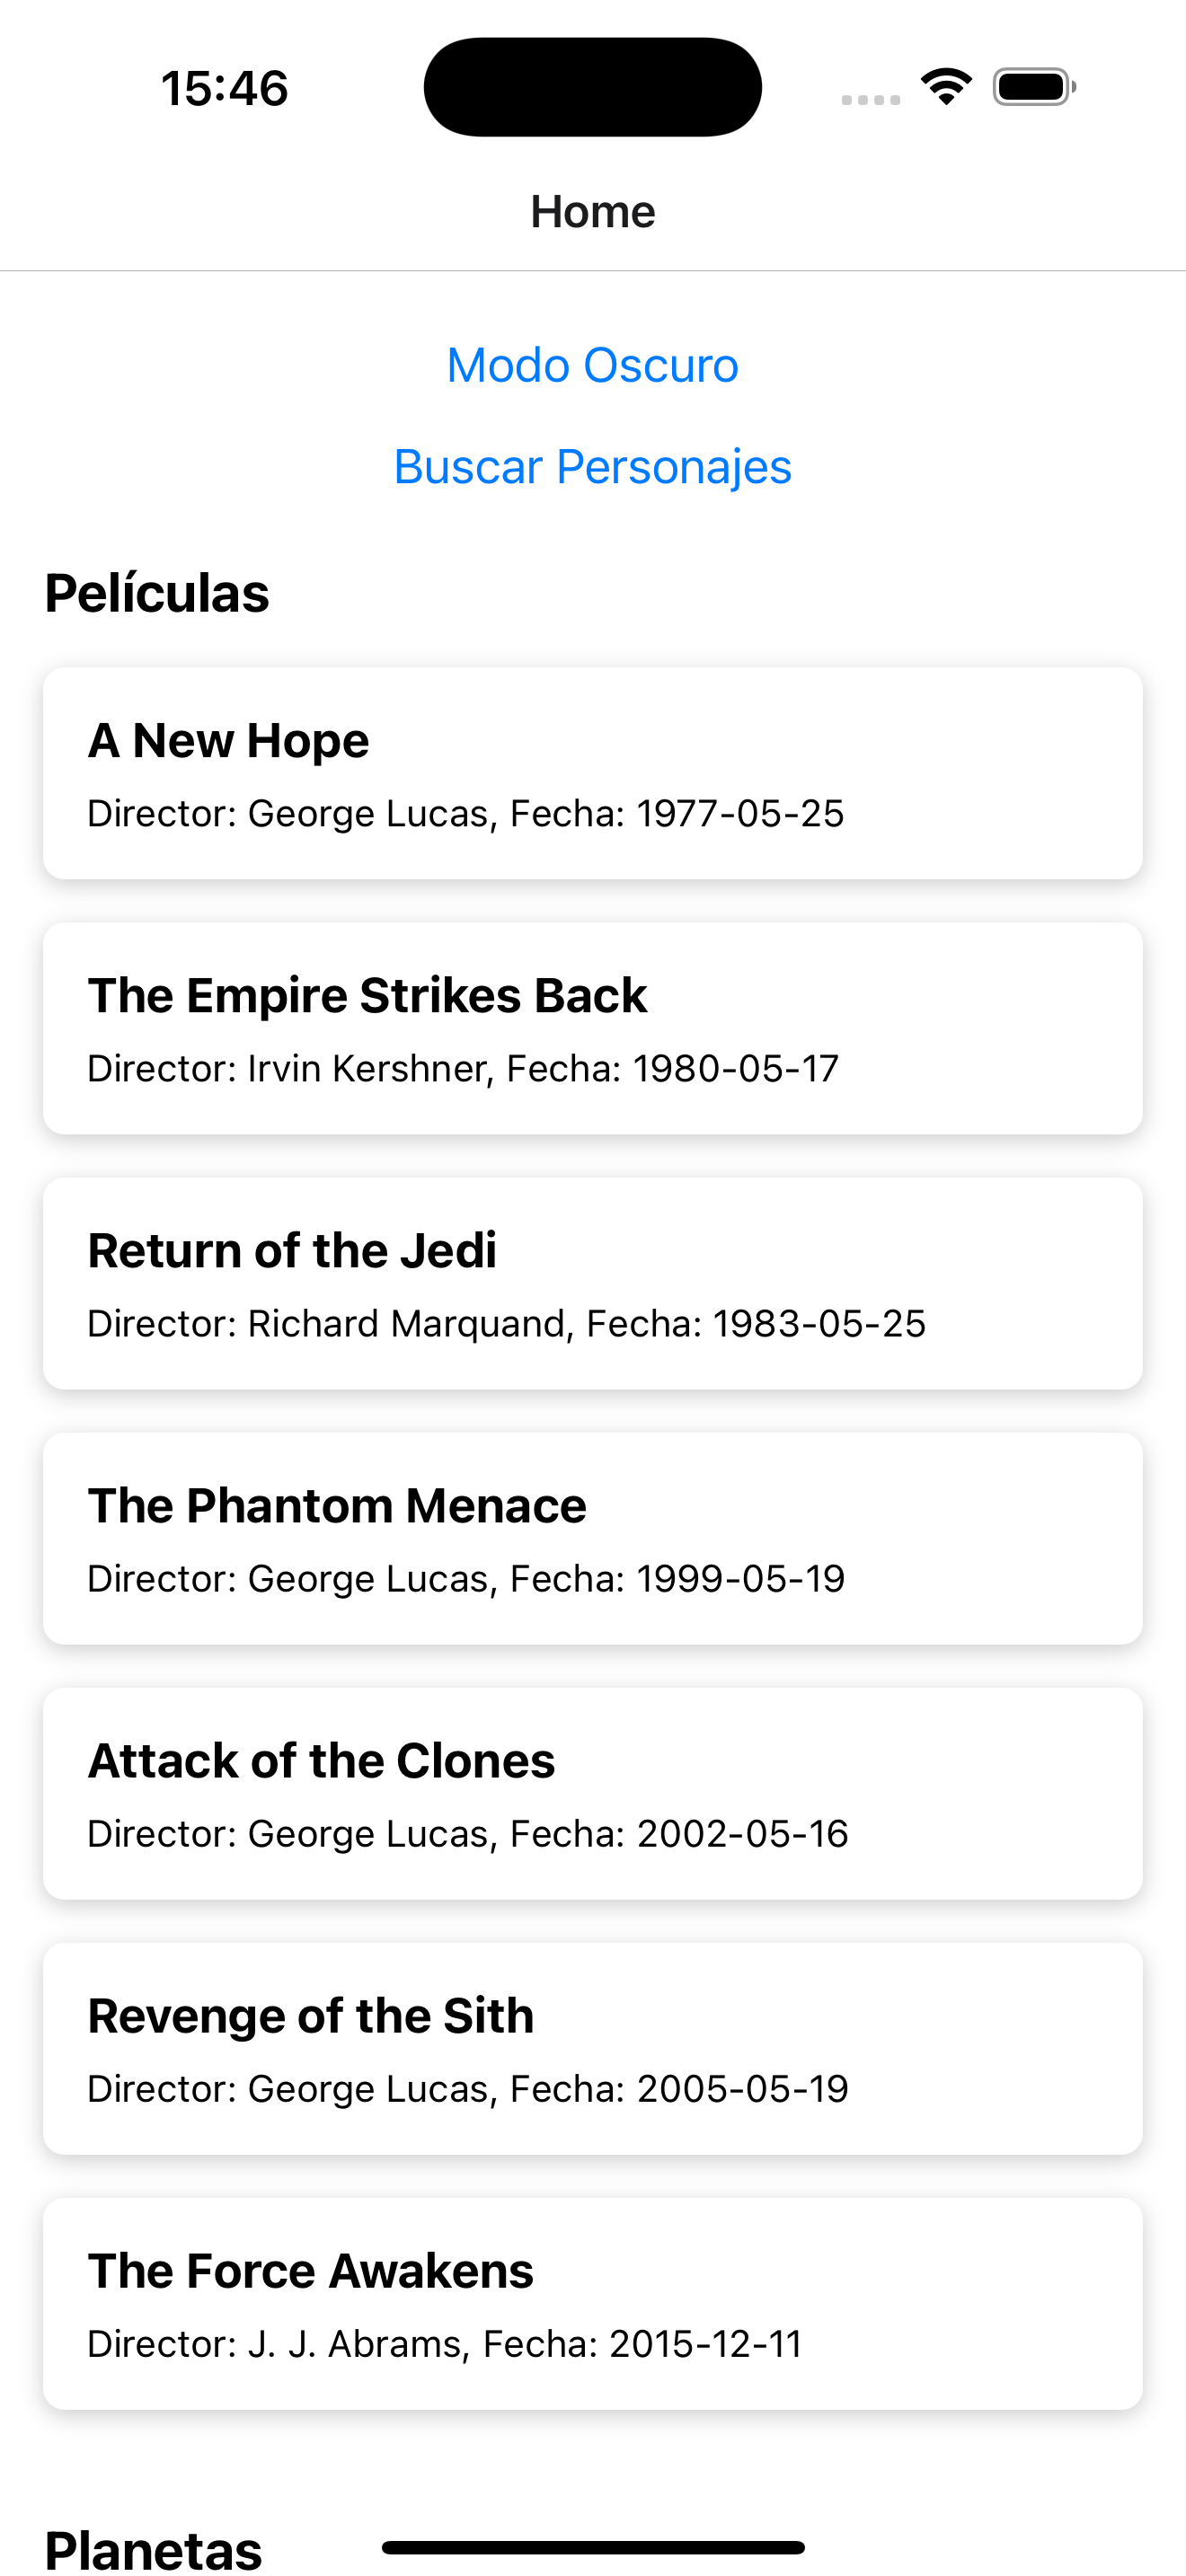 15:46
Home
Modo Oscuro
Buscar Personajes
Películas
A New Hope
Director: George Lucas, Fecha: 1977-05-25
The Empire Strikes Back
Director: Irvin Kershner, Fecha: 1980-05-17
Return of the Jedi
Director: Richard Marquand, Fecha: 1983-05-25
The Phantom Menace
Director: George Lucas, Fecha: 1999-05-19
Attack of the Clones
Director: George Lucas, Fecha: 2002-05-16
Revenge of the Sith
Director: George Lucas, Fecha: 2005-05-19
The Force Awakens
Director: J. J. Abrams, Fecha: 2015-12-11
Planetas